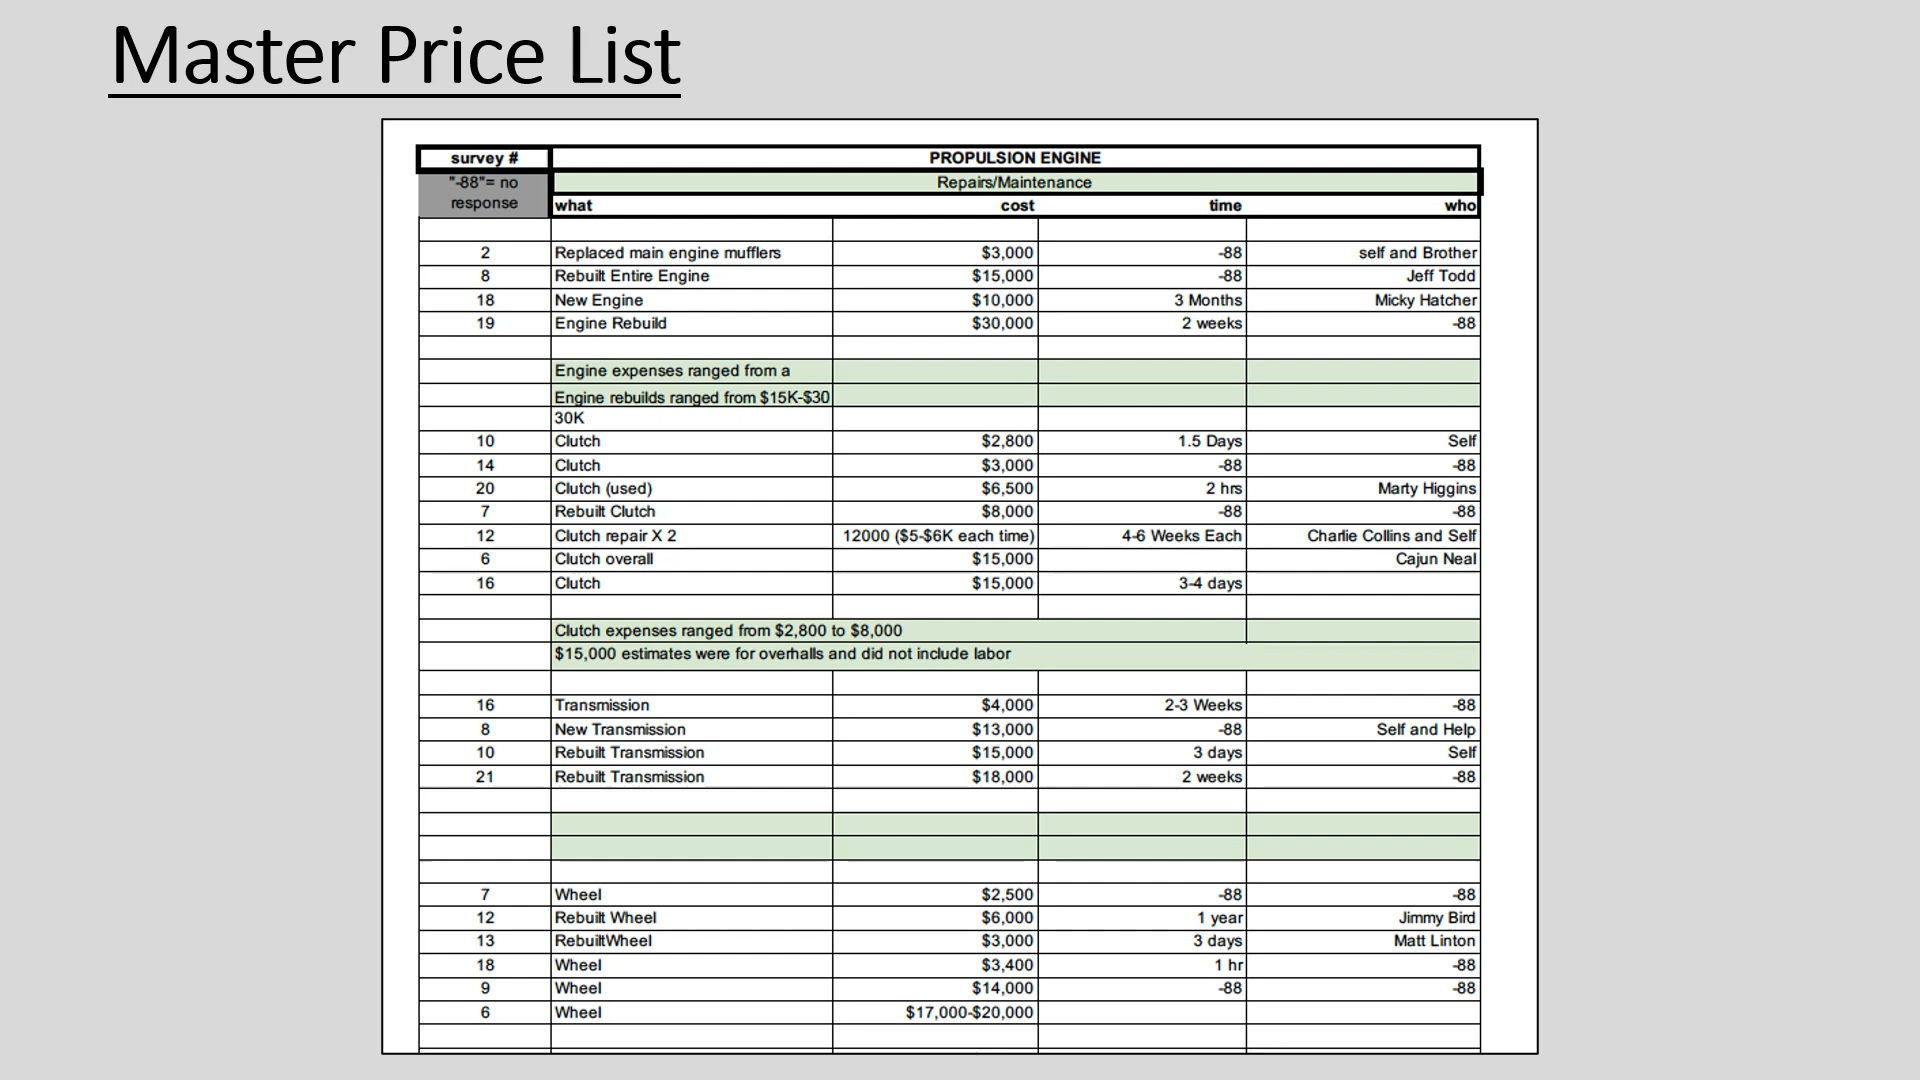 Master Price List
survey # PROPULSION ENGINE
"-88"= no response Repairs/Maintenance
what cost time who
2 Replaced main engine mufflers $3,000 -88 self and Brother
8 Rebuilt Entire Engine $15,000 -88 Jeff Todd
18 New Engine $10,000 3 Months Micky Hatcher
19 Engine Rebuild $30,000 2 weeks -88
Engine expenses ranged from a
Engine rebuilds ranged from $15K-$30
30K
10 Clutch $2,800 1.5 Days Self
14 Clutch $3,000 -88 -88
20 Clutch (used) $6,500 2 hrs Marty Higgins
7 Rebuilt Clutch $8,000 -88 -88
12 Clutch repair X 2 12000 ($5-$6K each time) 4-6 Weeks Each Charlie Collins and Self
6 Clutch overall $15,000 Cajun Neal
16 Clutch $15,000 3-4 days
Clutch expenses ranged from $2,800 to $8,000
$15,000 estimates were for overhalls and did not include labor
16 Transmission $4,000 2-3 Weeks -88
8 New Transmission $13,000 -88 Self and Help
10 Rebuilt Transmission $15,000 3 days Self
21 Rebuilt Transmission $18,000 2 weeks -88
7 Wheel $2,500 -88 -88
12 Rebuilt Wheel $6,000 1 year Jimmy Bird
13 RebuiltWheel $3,000 3 days Matt Linton
18 Wheel $3,400 1 hr -88
9 Wheel $14,000 -88 -88
6 Wheel $17,000-$20,000